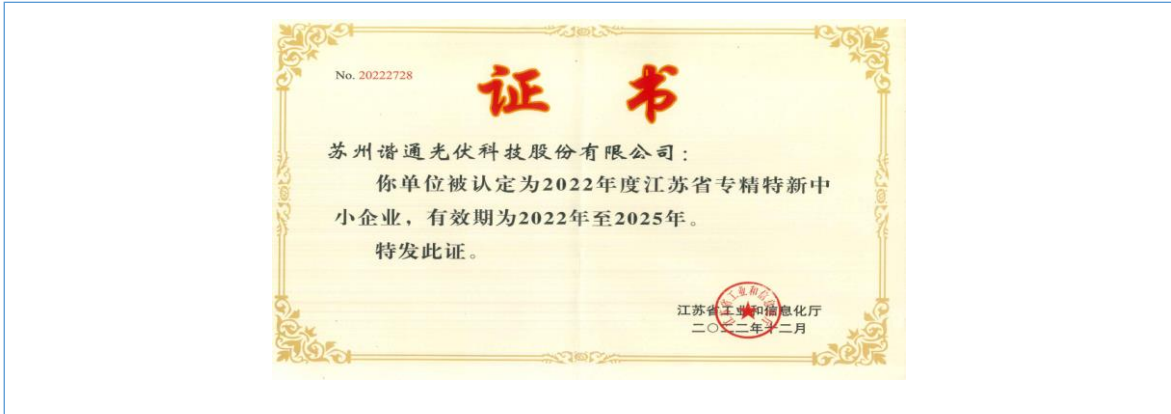 No. 20222728
证 书
苏州谐通光伏科技股份有限公司：
你单位被认定为2022年度江苏省专精特新中
小企业，有效期为2022年至2025年。
特发此证。
江苏省工业和信息化厅
二〇二二年十二月